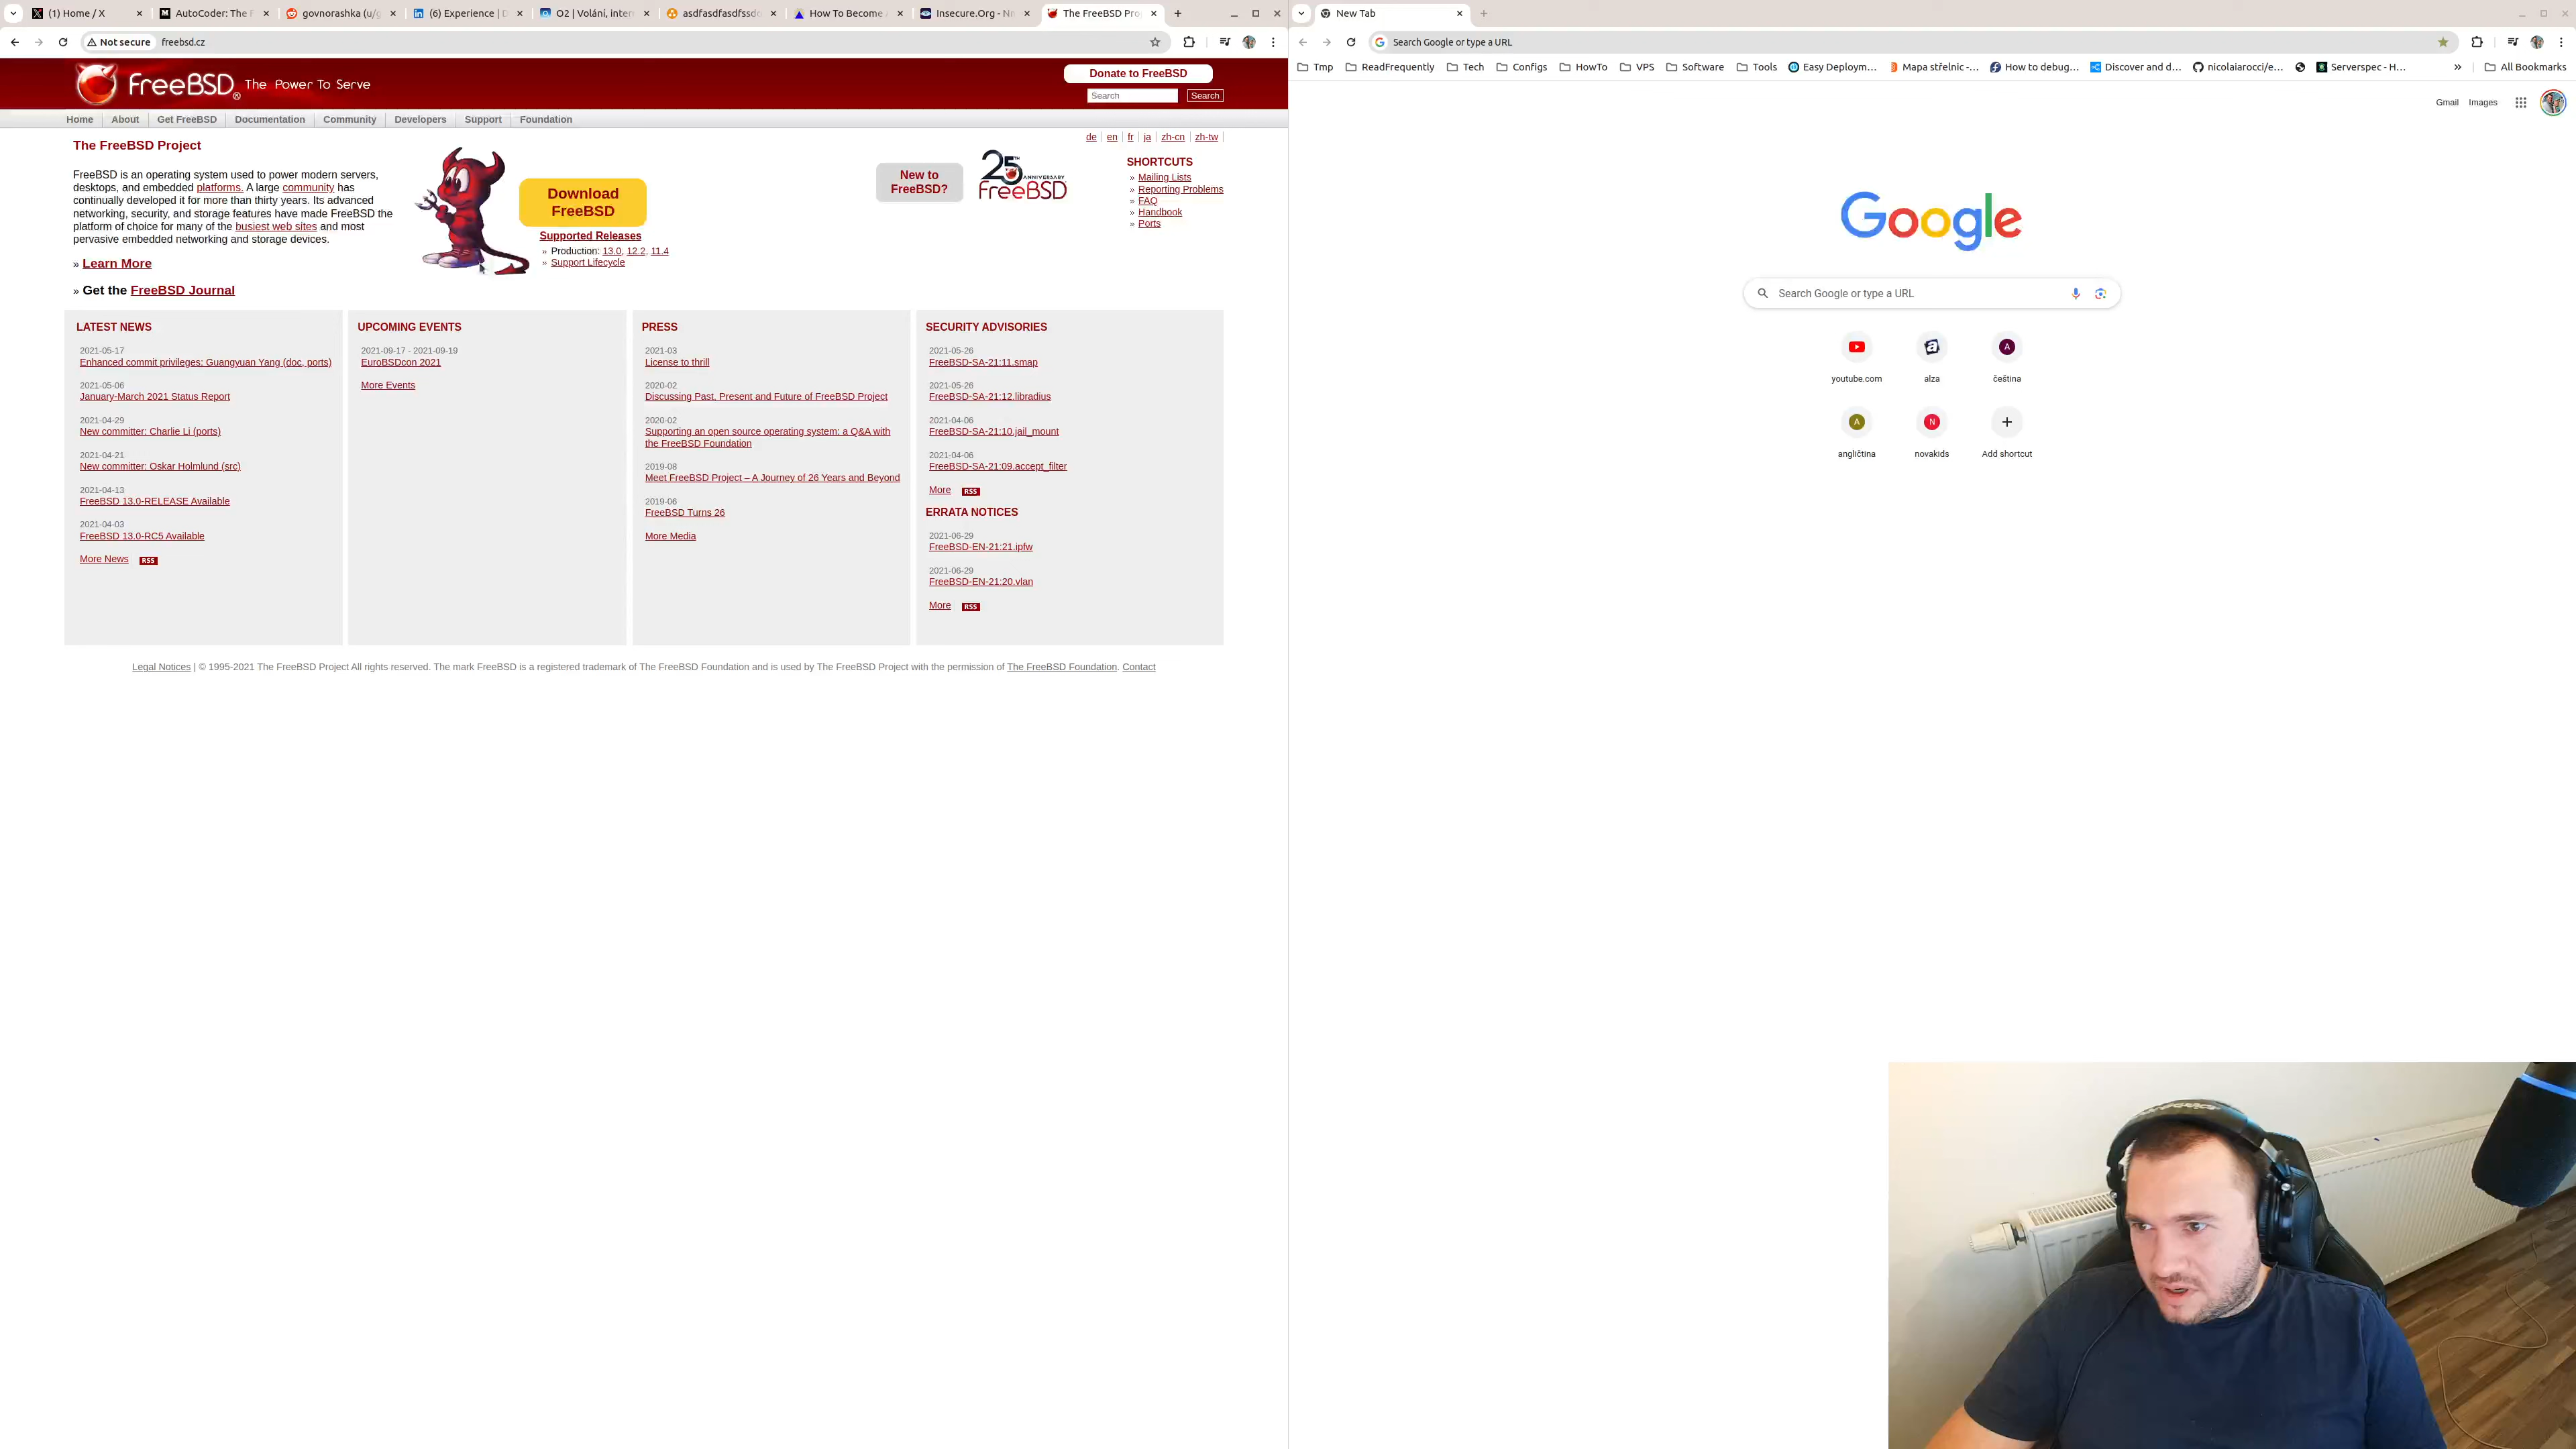 (1) Home / X
AutoCoder: The F
govnorashka (u/g
(6) Experience | D
O2 | Volání, intern
asdfasdfasdfssdo
How To Become A
Insecure.Org - Nm
The FreeBSD Proj
Not secure freebsd.cz
FreeBSD® The Power To Serve
Donate to FreeBSD
Search Search
Home About Get FreeBSD Documentation Community Developers Support Foundation
de en fr ja zh-cn zh-tw
The FreeBSD Project
FreeBSD is an operating system used to power modern servers,
desktops, and embedded platforms. A large community has
continually developed it for more than thirty years. Its advanced
networking, security, and storage features have made FreeBSD the
platform of choice for many of the busiest web sites and most
pervasive embedded networking and storage devices.
» Learn More
» Get the FreeBSD Journal
Download
FreeBSD
Supported Releases
» Production: 13.0, 12.2, 11.4
» Support Lifecycle
New to
FreeBSD?
25TH
ANNIVERSARY
FreeBSD
SHORTCUTS
» Mailing Lists
» Reporting Problems
» FAQ
» Handbook
» Ports
LATEST NEWS
2021-05-17
Enhanced commit privileges: Guangyuan Yang (doc, ports)
2021-05-06
January-March 2021 Status Report
2021-04-29
New committer: Charlie Li (ports)
2021-04-21
New committer: Oskar Holmlund (src)
2021-04-13
FreeBSD 13.0-RELEASE Available
2021-04-03
FreeBSD 13.0-RC5 Available
More News RSS
UPCOMING EVENTS
2021-09-17 - 2021-09-19
EuroBSDcon 2021
More Events
PRESS
2021-03
License to thrill
2020-02
Discussing Past, Present and Future of FreeBSD Project
2020-02
Supporting an open source operating system: a Q&A with
the FreeBSD Foundation
2019-08
Meet FreeBSD Project – A Journey of 26 Years and Beyond
2019-06
FreeBSD Turns 26
More Media
SECURITY ADVISORIES
2021-05-26
FreeBSD-SA-21:11.smap
2021-05-26
FreeBSD-SA-21:12.libradius
2021-04-06
FreeBSD-SA-21:10.jail_mount
2021-04-06
FreeBSD-SA-21:09.accept_filter
More RSS
ERRATA NOTICES
2021-06-29
FreeBSD-EN-21:21.ipfw
2021-06-29
FreeBSD-EN-21:20.vlan
More RSS
Legal Notices | © 1995-2021 The FreeBSD Project All rights reserved. The mark FreeBSD is a registered trademark of The FreeBSD Foundation and is used by The FreeBSD Project with the permission of The FreeBSD Foundation. Contact
New Tab
Search Google or type a URL
Tmp ReadFrequently Tech Configs HowTo VPS Software Tools Easy Deploym... Mapa střelnic -... How to debug... Discover and d... nicolaiarocci/e... Serverspec - H... » All Bookmarks
Gmail Images
Google
Search Google or type a URL
youtube.com
a
alza
A
čeština
A
angličtina
N
novakids
Add shortcut